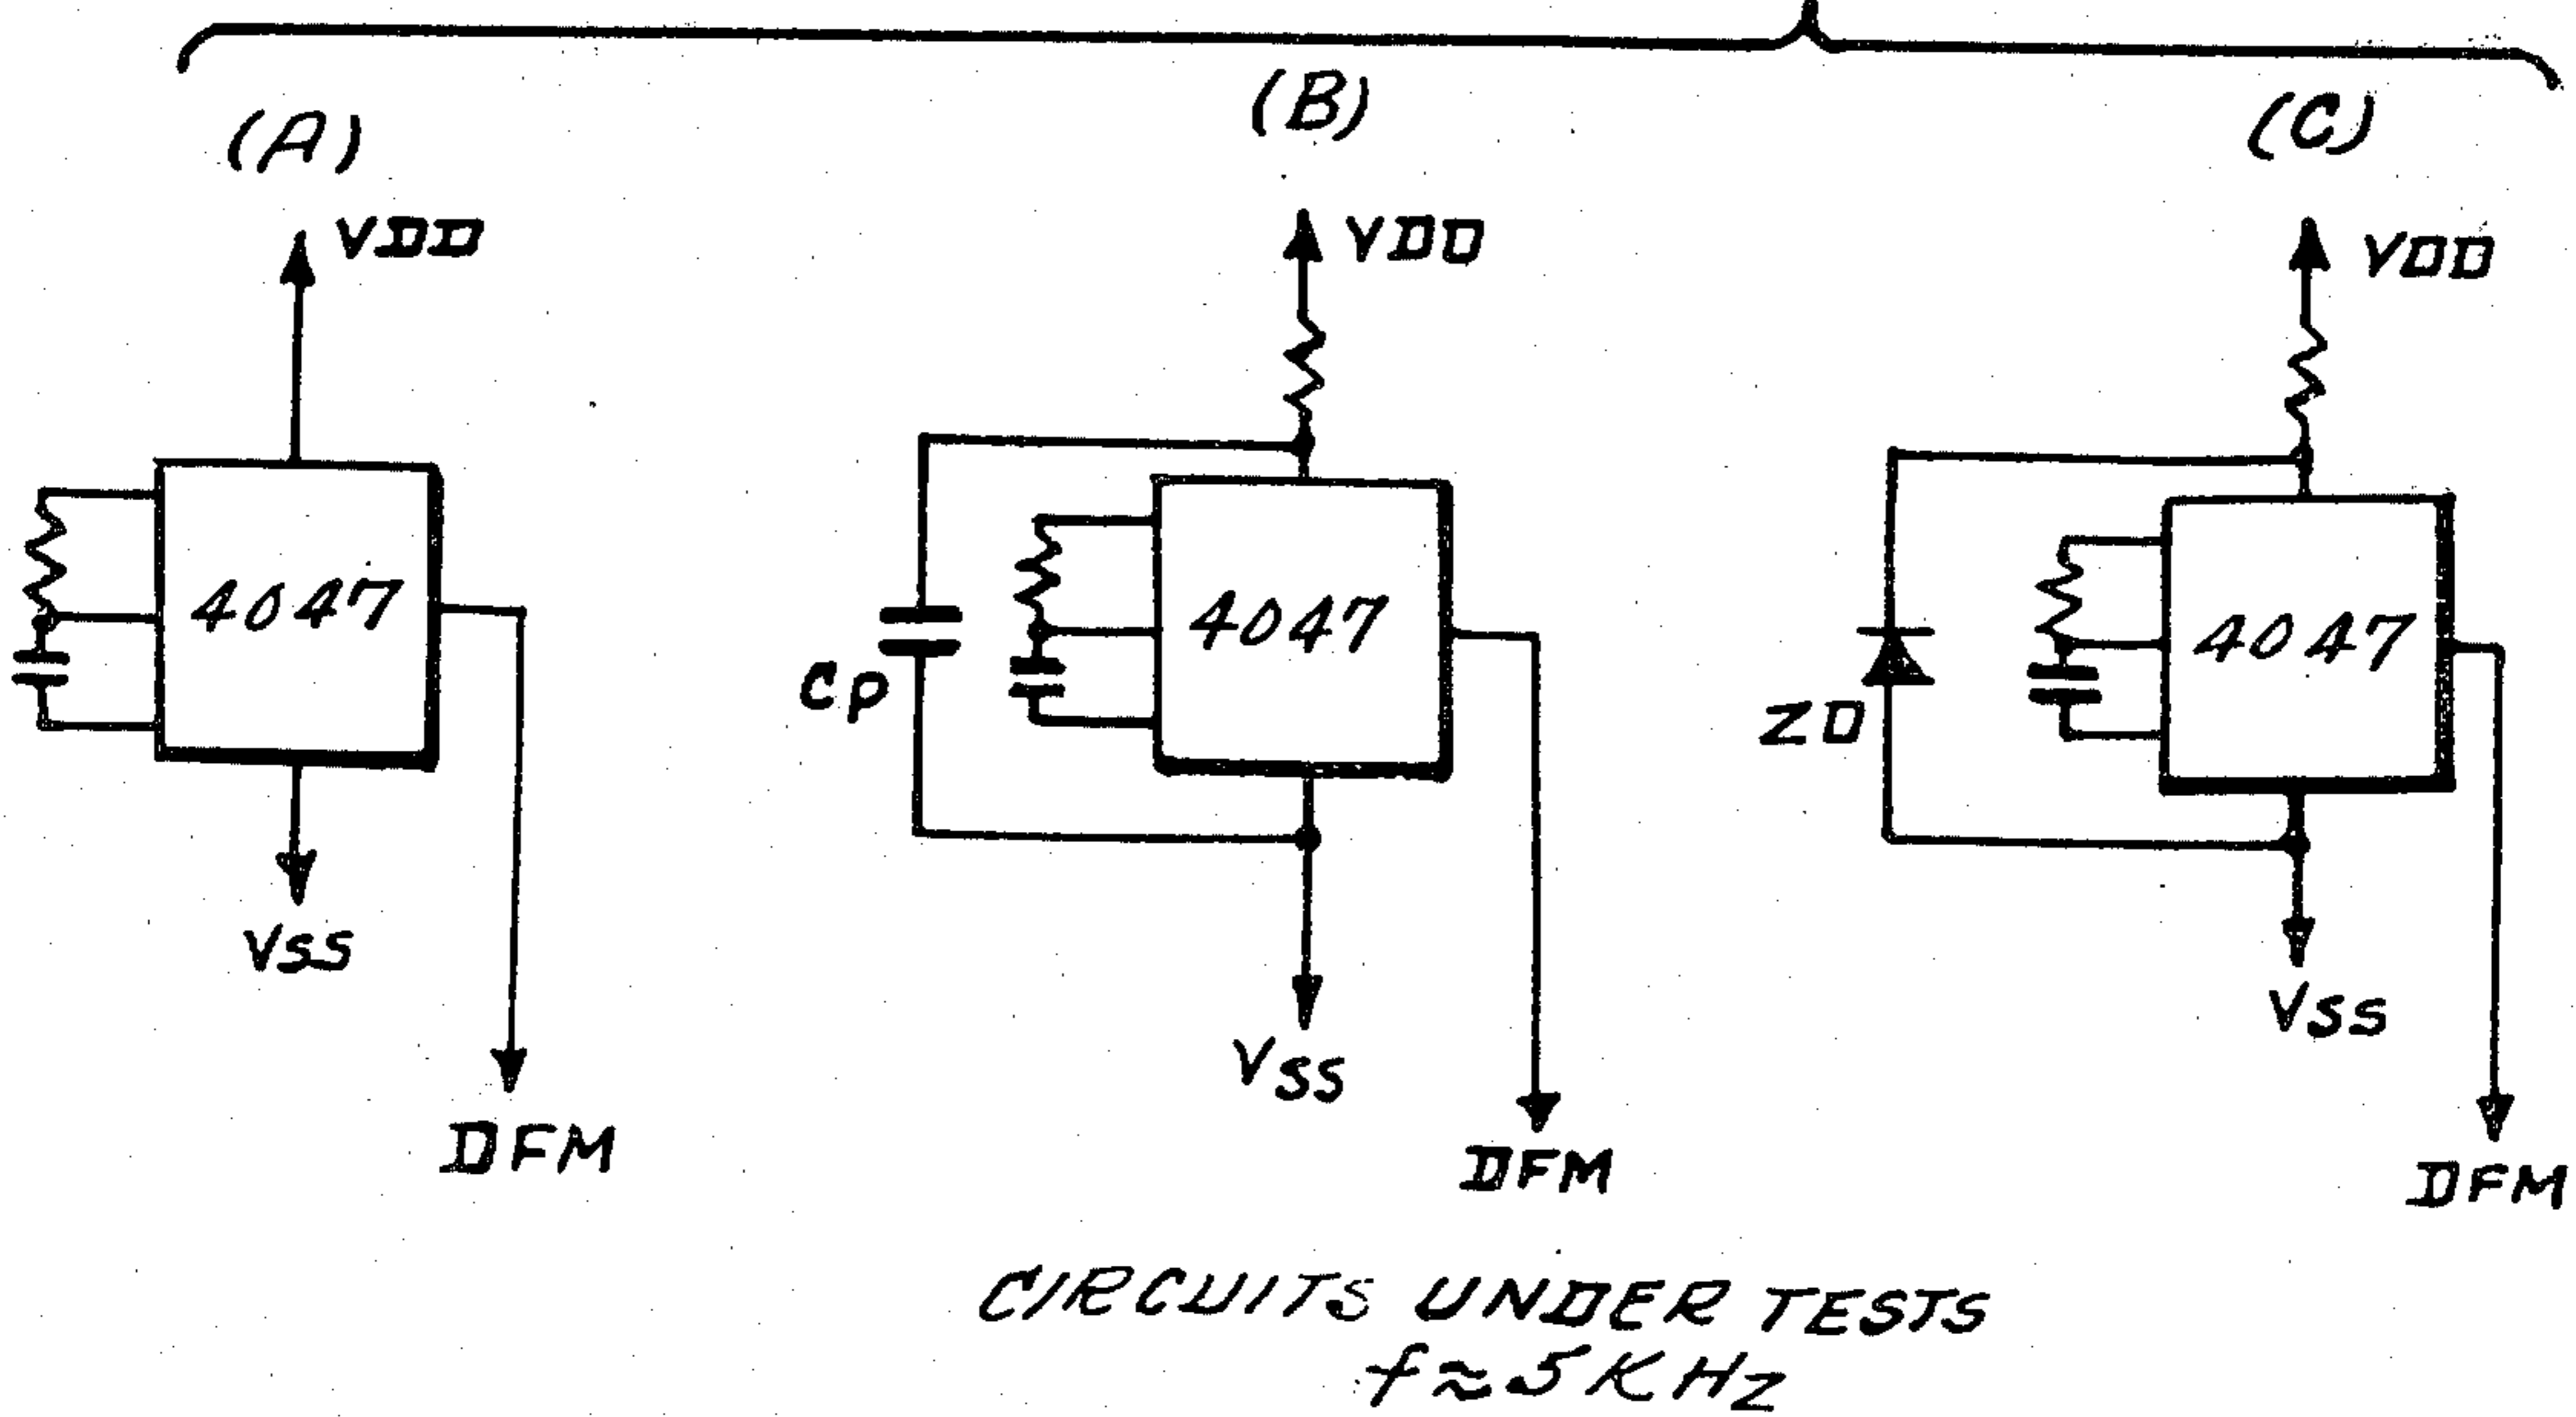 (A)
(B)
(C)
VDD
VDD
VDD
4047
4047
4047
CP
ZD
VSS
VSS
VSS
DFM
DFM
DFM
CIRCUITS UNDER TESTS
f≈5KHZ